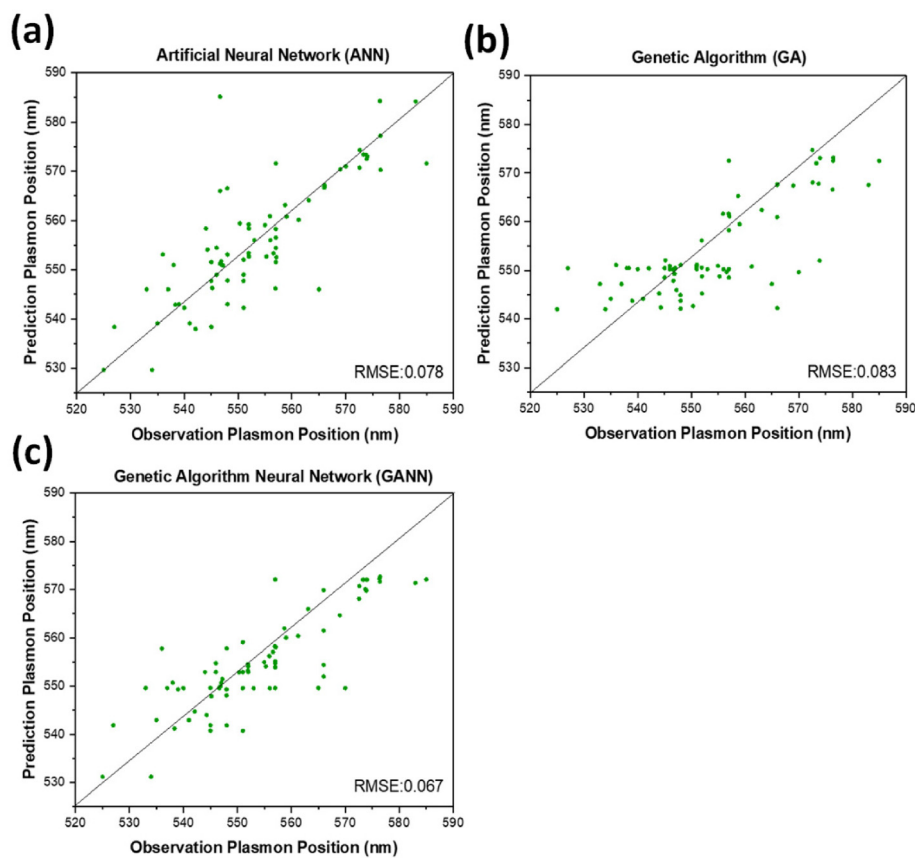 (a)
Artificial Neural Network (ANN)
Prediction Plasmon Position (nm)
590
580
570
560
550
540
530
520 530 540 550 560 570 580 590
RMSE:0.078
Observation Plasmon Position (nm)
(b)
Genetic Algorithm (GA)
Prediction Plasmon Position (nm)
590
580
570
560
550
540
530
520 530 540 550 560 570 580 590
RMSE:0.083
Observation Plasmon Position (nm)
(c)
Genetic Algorithm Neural Network (GANN)
Prediction Plasmon Position (nm)
590
580
570
560
550
540
530
520 530 540 550 560 570 580 590
RMSE:0.067
Observation Plasmon Position (nm)